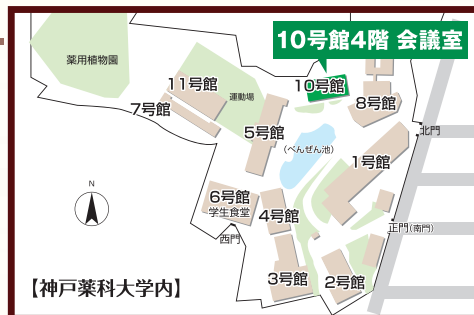 10号館4階 会議室
薬用植物園
11号館
運動場
10号館
8号館
7号館
5号館
北門
(べんぜん池)
1号館
N
6号館
学生食堂
4号館
西門
正門(南門)
3号館
2号館
【神戸薬科大学内】